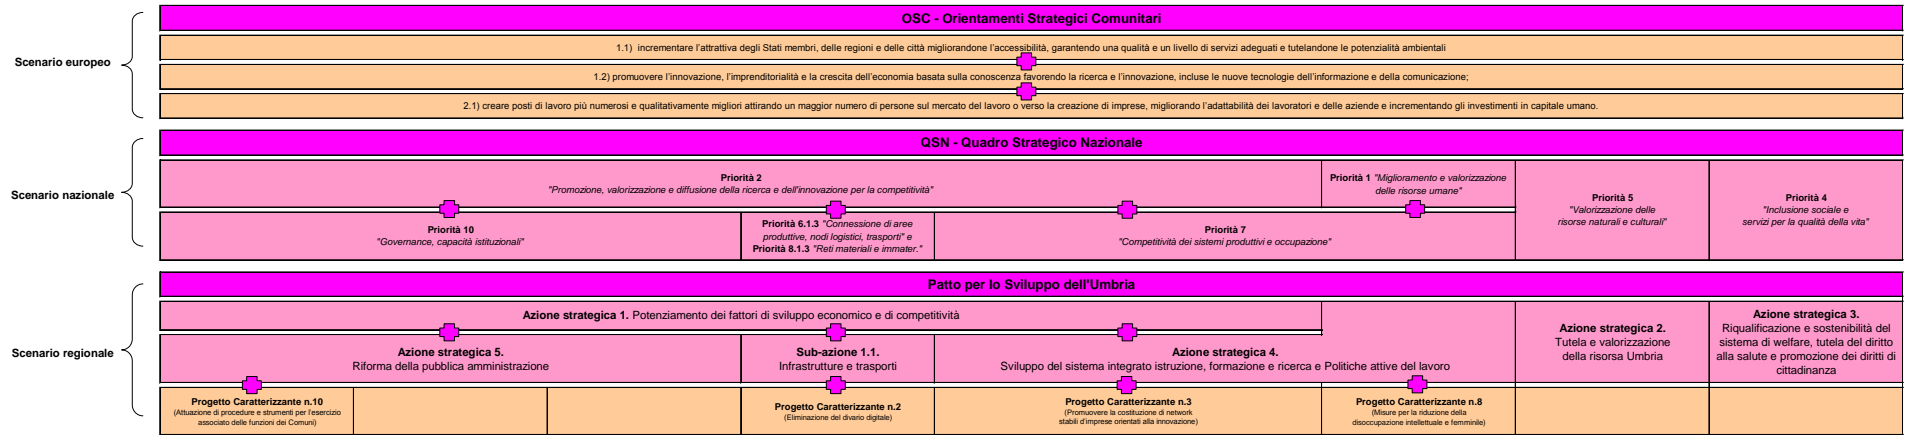 OSC - Orientamenti Strategici Comunitari
Scenario europeo
1.1) incrementare l'attrattiva degli Stati membri, delle regioni e delle città migliorandone l'accessibilità, garantendo una qualità e un livello di servizi adeguati e tutelandone le potenzialità ambientali
1.2) promuovere l'innovazione, l'imprenditorialità e la crescita dell'economia basata sulla conoscenza favorendo la ricerca e l'innovazione, incluse le nuove tecnologie dell'informazione e della comunicazione;
2.1) creare posti di lavoro più numerosi e qualitativamente migliori attirando un maggior numero di persone sul mercato del lavoro o verso la creazione di imprese, migliorando l'adattabilità dei lavoratori e delle aziende e incrementando gli investimenti in capitale umano.
QSN - Quadro Strategico Nazionale
Scenario nazionale
Priorità 2
"Promozione, valorizzazione e diffusione della ricerca e dell'innovazione per la competitività"
Priorità 1 "Miglioramento e valorizzazione
delle risorse umane"
Priorità 5
"Valorizzazione delle
risorse naturali e culturali"
Priorità 4
"Inclusione sociale e
servizi per la qualità della vita"
Priorità 10
"Governance, capacità istituzionali"
Priorità 6.1.3 "Connessione di aree
produttive, nodi logistici, trasporti" e
Priorità 8.1.3 "Reti materiali e immater."
Priorità 7
"Competitività dei sistemi produttivi e occupazione"
Patto per lo Sviluppo dell'Umbria
Scenario regionale
Azione strategica 1. Potenziamento dei fattori di sviluppo economico e di competitività
Azione strategica 2.
Tutela e valorizzazione
della risorsa Umbria
Azione strategica 3.
Riqualificazione e sostenibilità del
sistema di welfare, tutela del diritto
alla salute e promozione dei diritti di
cittadinanza
Azione strategica 5.
Riforma della pubblica amministrazione
Sub-azione 1.1.
Infrastrutture e trasporti
Azione strategica 4.
Sviluppo del sistema integrato istruzione, formazione e ricerca e Politiche attive del lavoro
Progetto Caratterizzante n.10
(Attuazione di procedure e strumenti per l'esercizio
associato delle funzioni dei Comuni)
Progetto Caratterizzante n.2
(Eliminazione del divario digitale)
Progetto Caratterizzante n.3
(Promuovere la costituzione di network
stabili d'imprese orientati alla innovazione)
Progetto Caratterizzante n.8
(Misure per la riduzione della
disoccupazione intellettuale e femminile)